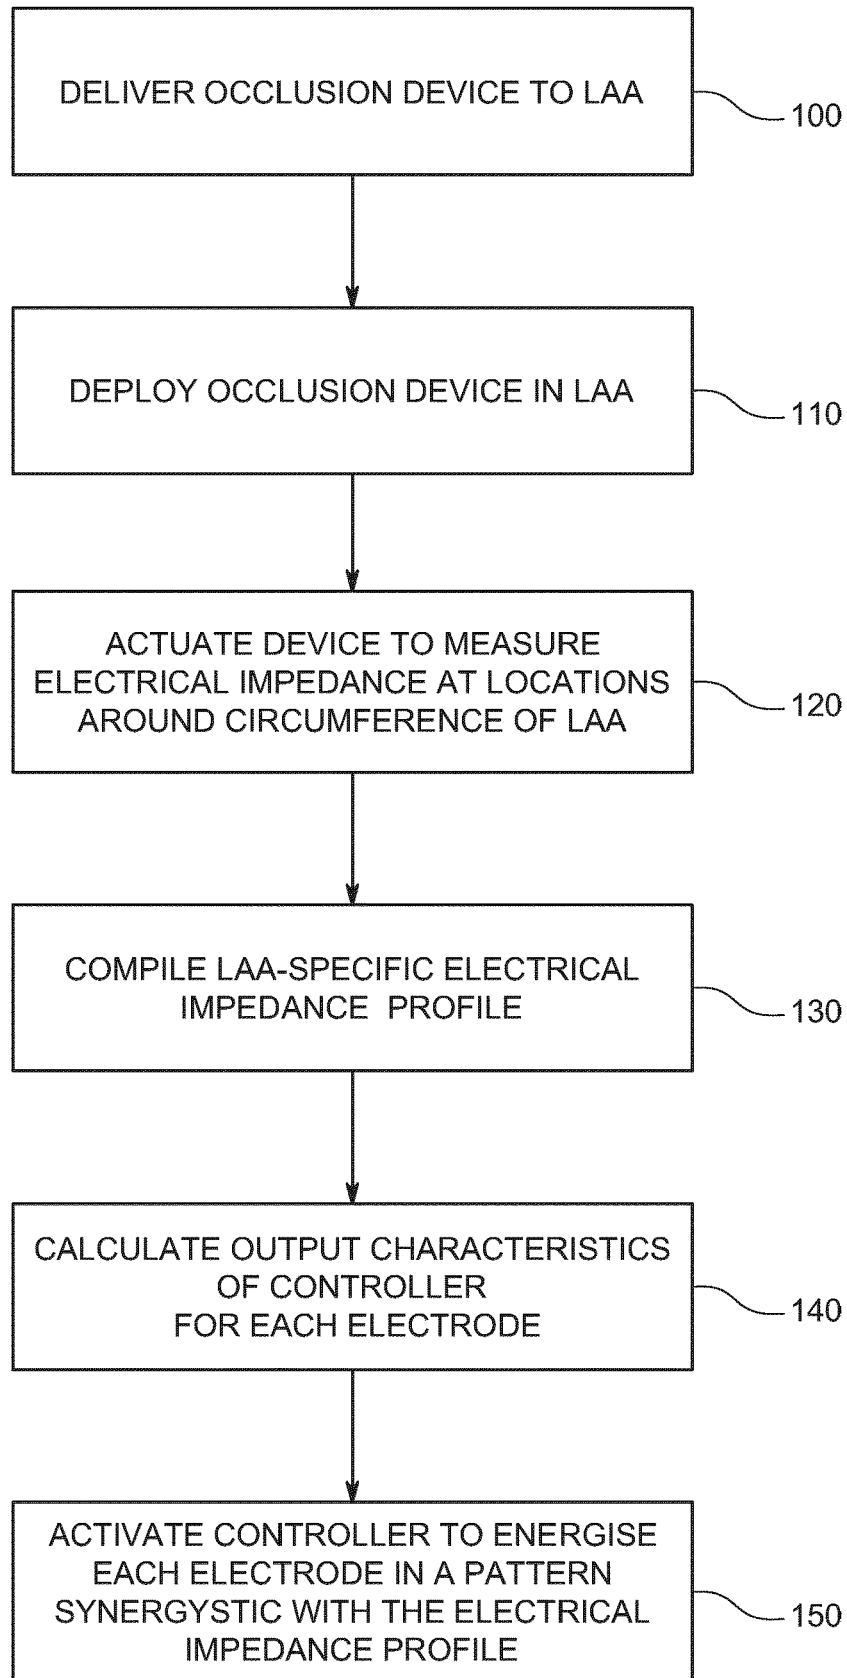 DELIVER OCCLUSION DEVICE TO LAA
100
DEPLOY OCCLUSION DEVICE IN LAA
110
ACTUATE DEVICE TO MEASURE
ELECTRICAL IMPEDANCE AT LOCATIONS
AROUND CIRCUMFERENCE OF LAA
120
COMPILE LAA-SPECIFIC ELECTRICAL
IMPEDANCE PROFILE
130
CALCULATE OUTPUT CHARACTERISTICS
OF CONTROLLER
FOR EACH ELECTRODE
140
ACTIVATE CONTROLLER TO ENERGISE
EACH ELECTRODE IN A PATTERN
SYNERGYSTIC WITH THE ELECTRICAL
IMPEDANCE PROFILE
150